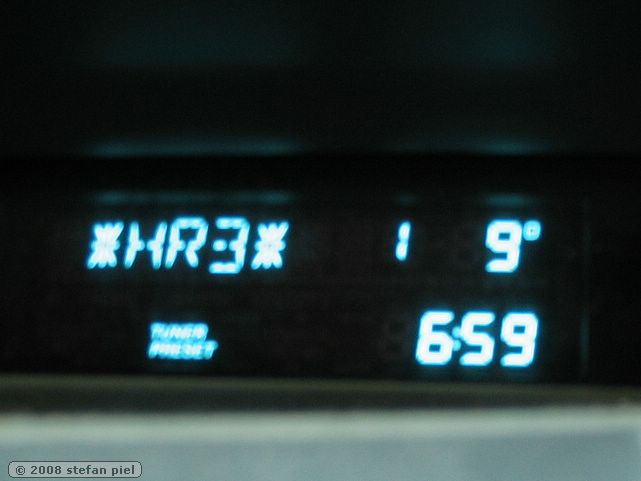 *HR3* 1 9°
TUNER
PRESET
6:59
© 2008 stefan piel